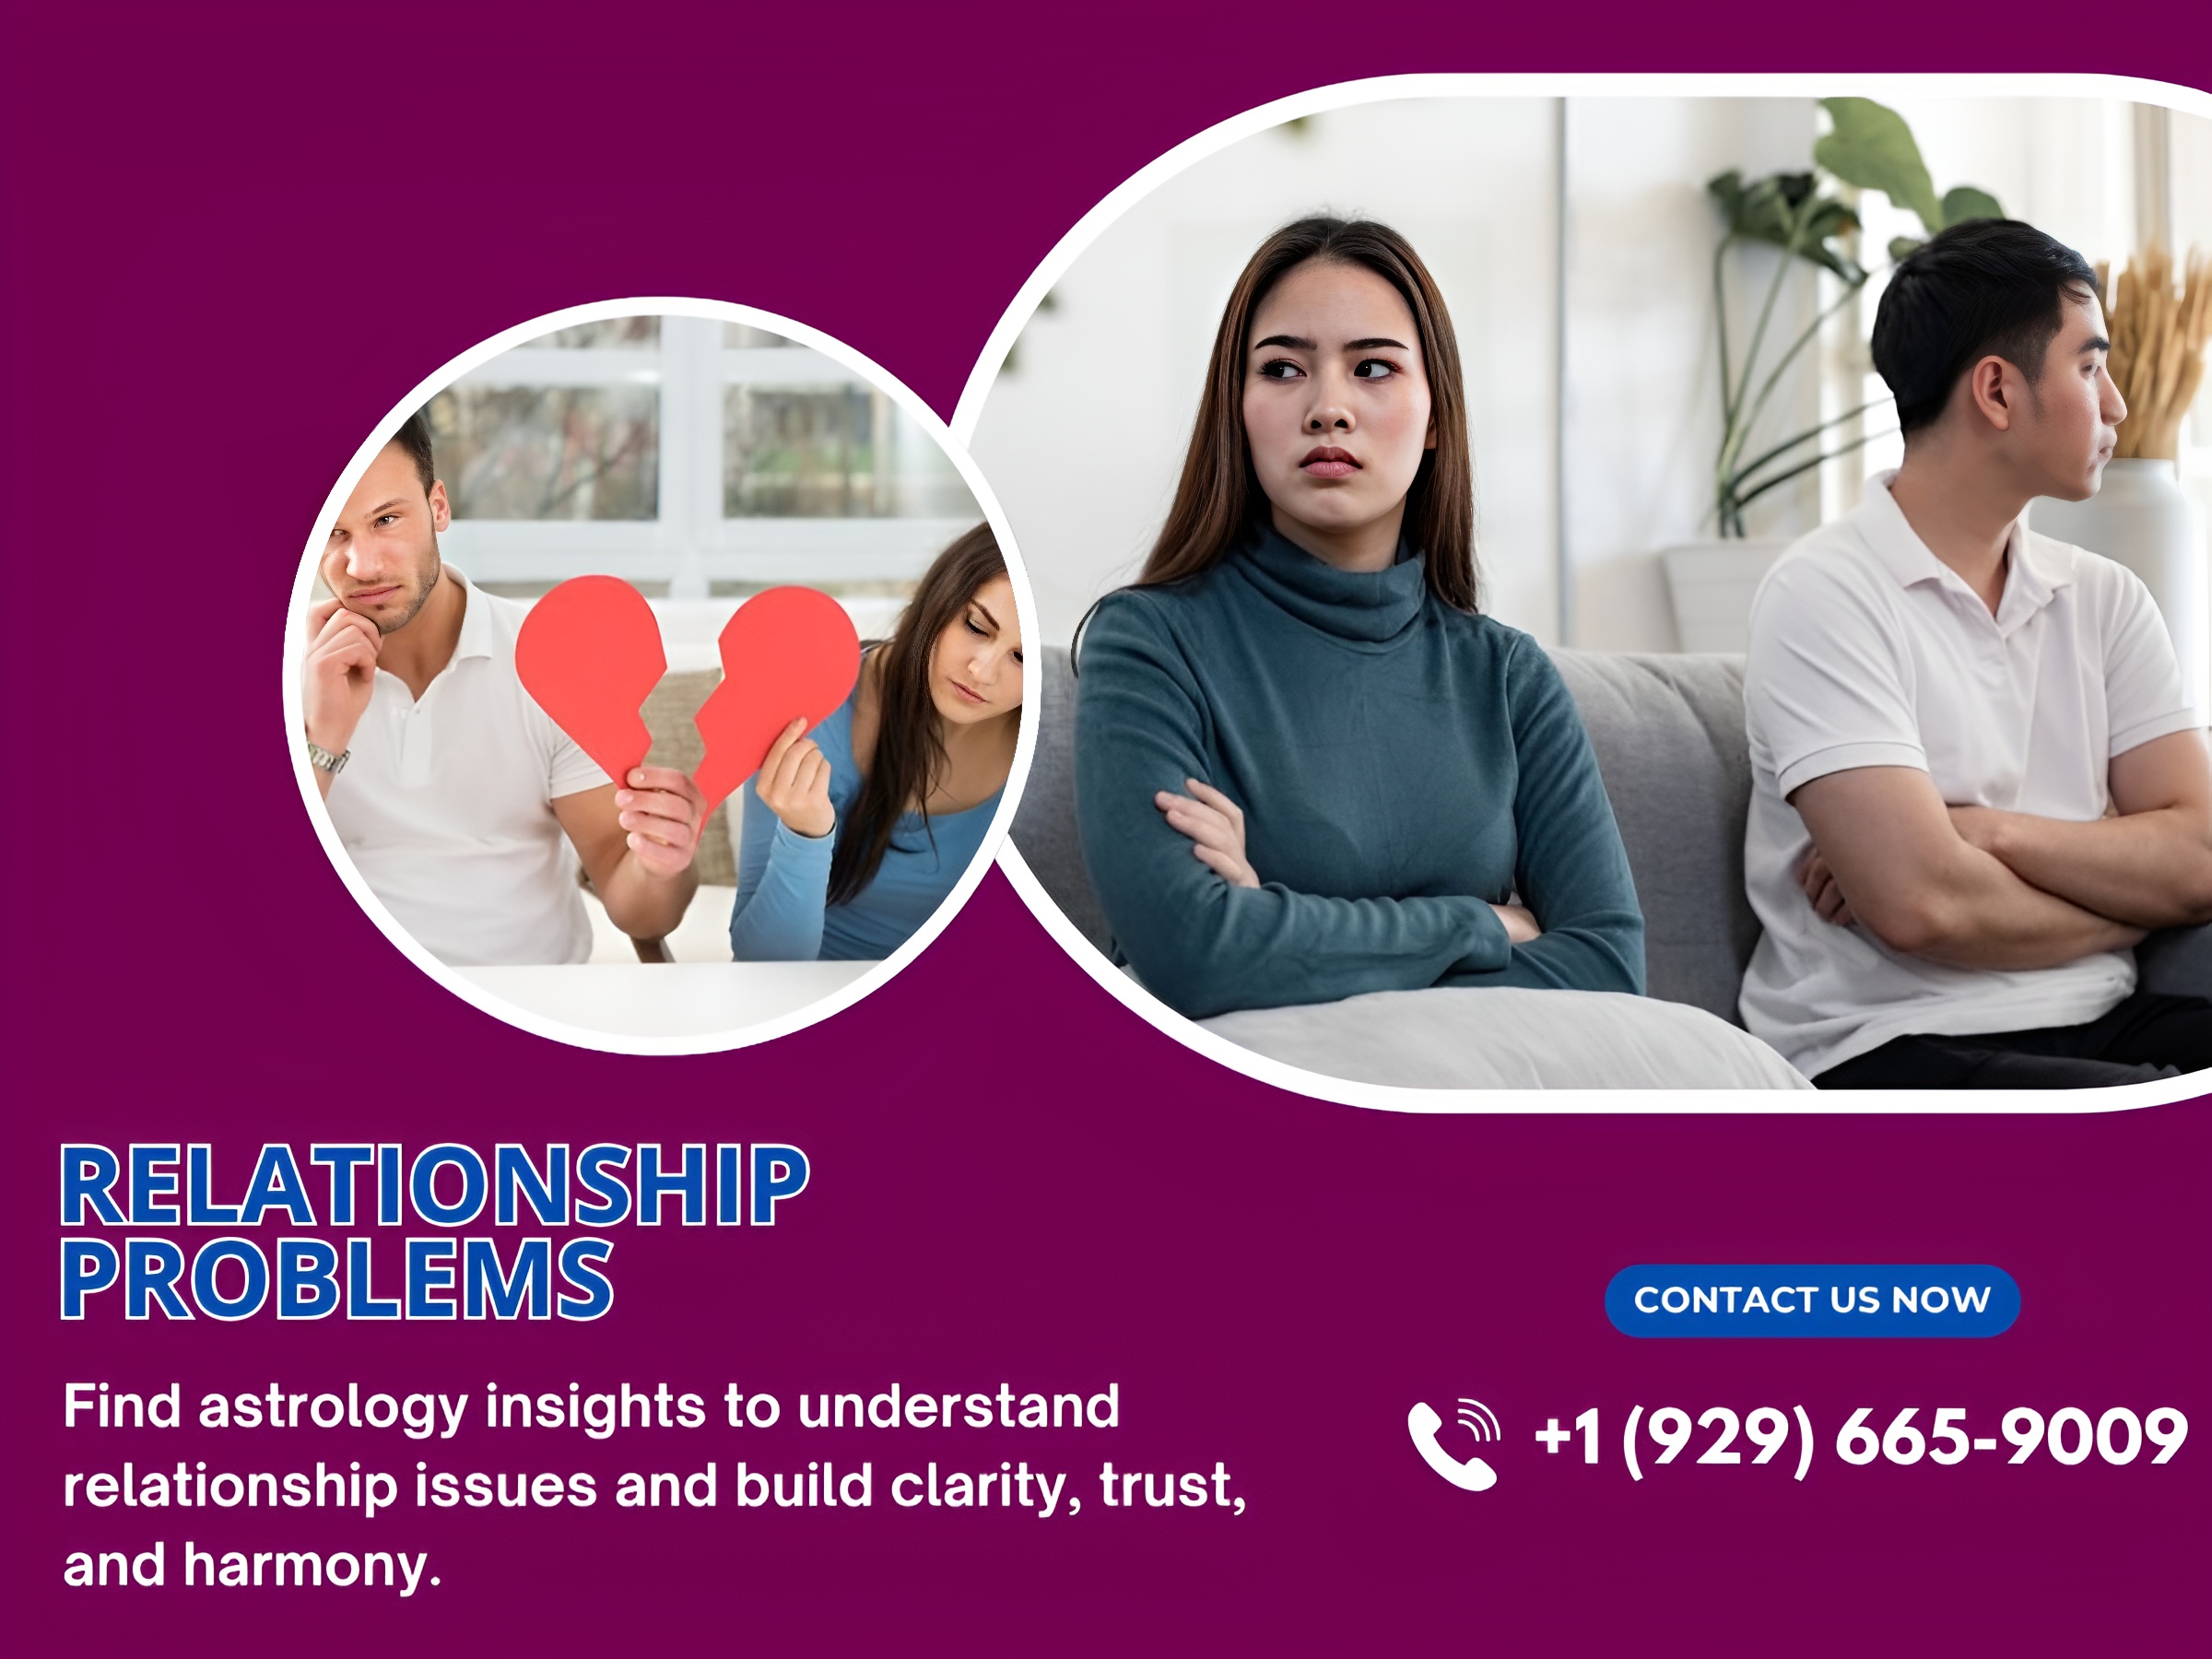 RELATIONSHIP
PROBLEMS
Find astrology insights to understand
relationship issues and build clarity, trust,
and harmony.
CONTACT US NOW
+1 (929) 665-9009